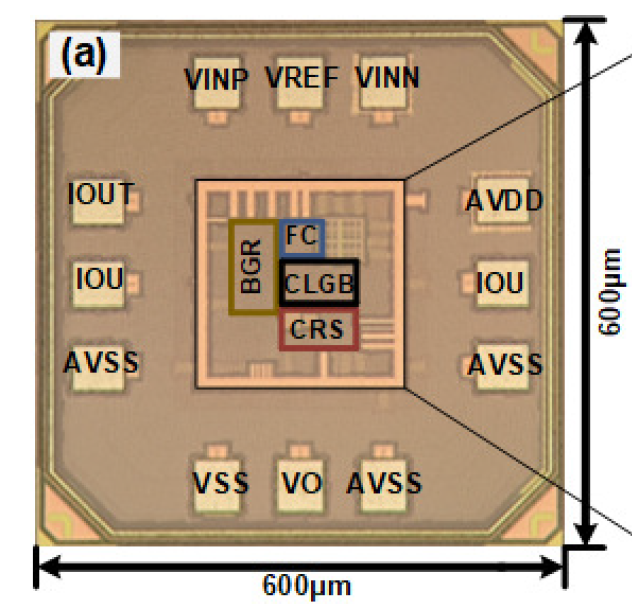 (a)
VINP VREF VINN
IOUT
AVDD
FC
BGR
IOU
CLGB
IOU
CRS
AVSS
AVSS
VSS VO AVSS
600µm
600µm